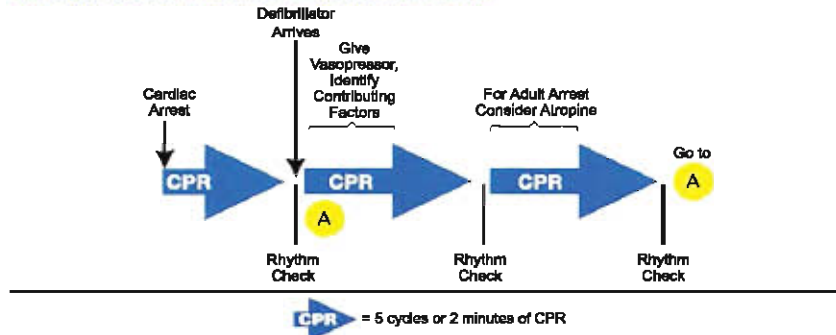 Defibrillator
Arrives
Give
Vasopressor,
Identify
Contributing
Factors
Cardiac
Arrest
For Adult Arrest
Consider Atropine
Go to
A
CPR
CPR
CPR
A
Rhythm
Check
Rhythm
Check
Rhythm
Check
CPR = 5 cycles or 2 minutes of CPR